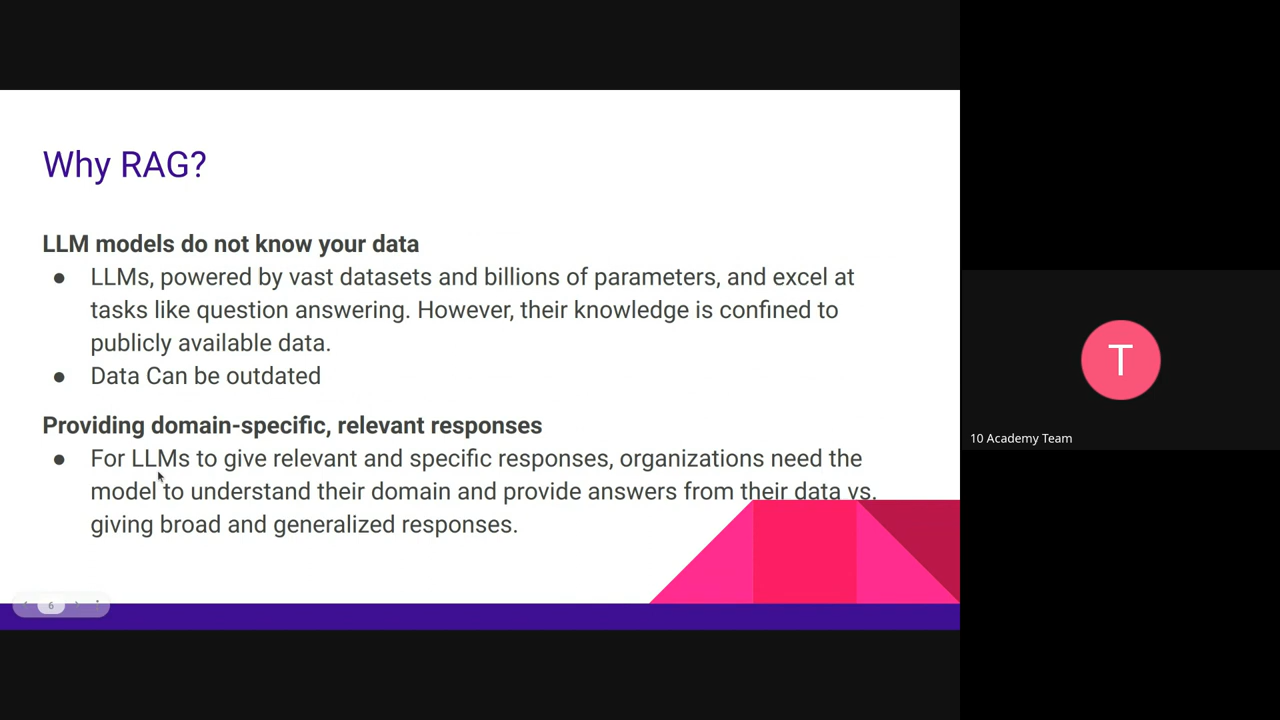 Why RAG?
LLM models do not know your data
● LLMs, powered by vast datasets and billions of parameters, and excel at
tasks like question answering. However, their knowledge is confined to
publicly available data.
● Data Can be outdated
Providing domain-specific, relevant responses
● For LLMs to give relevant and specific responses, organizations need the
model to understand their domain and provide answers from their data vs.
giving broad and generalized responses.
6
T
10 Academy Team